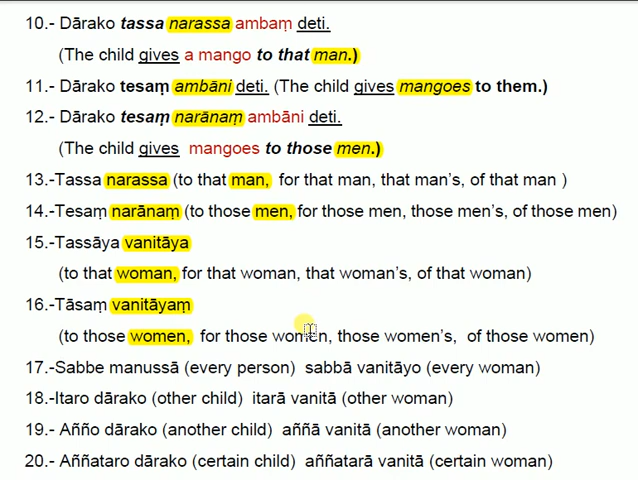 10.- Dārako tassa narassa ambaṃ deti.
(The child gives a mango to that man.)
11.- Dārako tesaṃ ambāni deti. (The child gives mangoes to them.)
12.- Dārako tesaṃ narānaṃ ambāni deti.
(The child gives mangoes to those men.)
13.-Tassa narassa (to that man, for that man, that man's, of that man )
14.-Tesaṃ narānaṃ (to those men, for those men, those men's, of those men)
15.-Tassāya vanitāya
(to that woman, for that woman, that woman's, of that woman)
16.-Tāsaṃ vanitāyaṃ
(to those women, for those women, those women's, of those women)
17.-Sabbe manussā (every person) sabbā vanitāyo (every woman)
18.-Itaro dārako (other child) itarā vanitā (other woman)
19.- Añño dārako (another child) aññā vanitā (another woman)
20.- Aññataro dārako (certain child) aññatarā vanitā (certain woman)